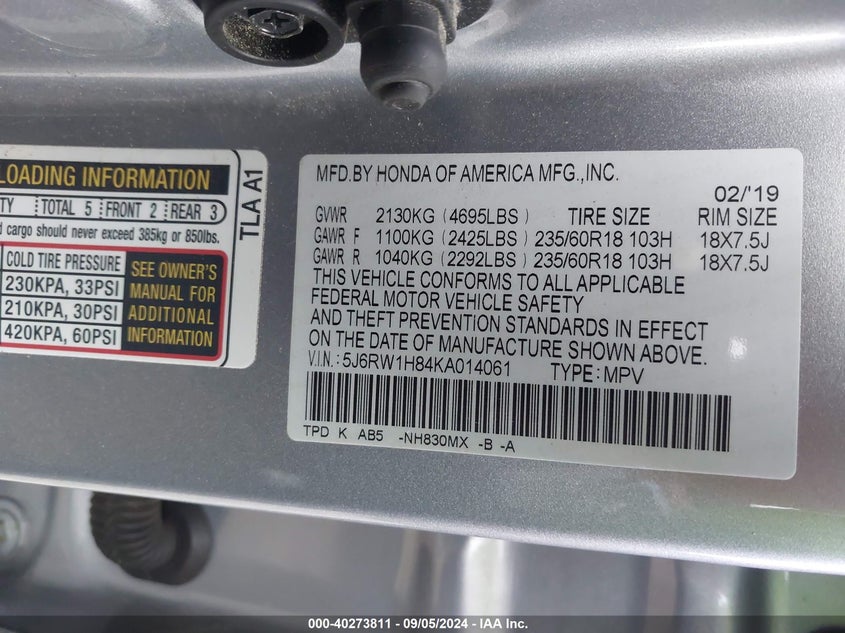 LOADING INFORMATION
TY TOTAL 5 FRONT 2 REAR 3
d cargo should never exceed 385kg or 850lbs.
COLD TIRE PRESSURE
230KPA, 33PSI
210KPA, 30PSI
420KPA, 60PSI
SEE OWNER'S
MANUAL FOR
ADDITIONAL
INFORMATION
TLA A1
MFD.BY HONDA OF AMERICA MFG.,INC.
02/'19
GVWR 2130KG (4695LBS) TIRE SIZE RIM SIZE
GAWR F 1100KG (2425LBS) 235/60R18 103H 18X7.5J
GAWR R 1040KG (2292LBS) 235/60R18 103H 18X7.5J
THIS VEHICLE CONFORMS TO ALL APPLICABLE
FEDERAL MOTOR VEHICLE SAFETY
AND THEFT PREVENTION STANDARDS IN EFFECT
ON THE DATE OF MANUFACTURE SHOWN ABOVE.
V.I.N.: 5J6RW1H84KA014061 TYPE: MPV
TPD K AB5 -NH830MX -B -A
000-40273811 - 09/05/2024 - IAA Inc.